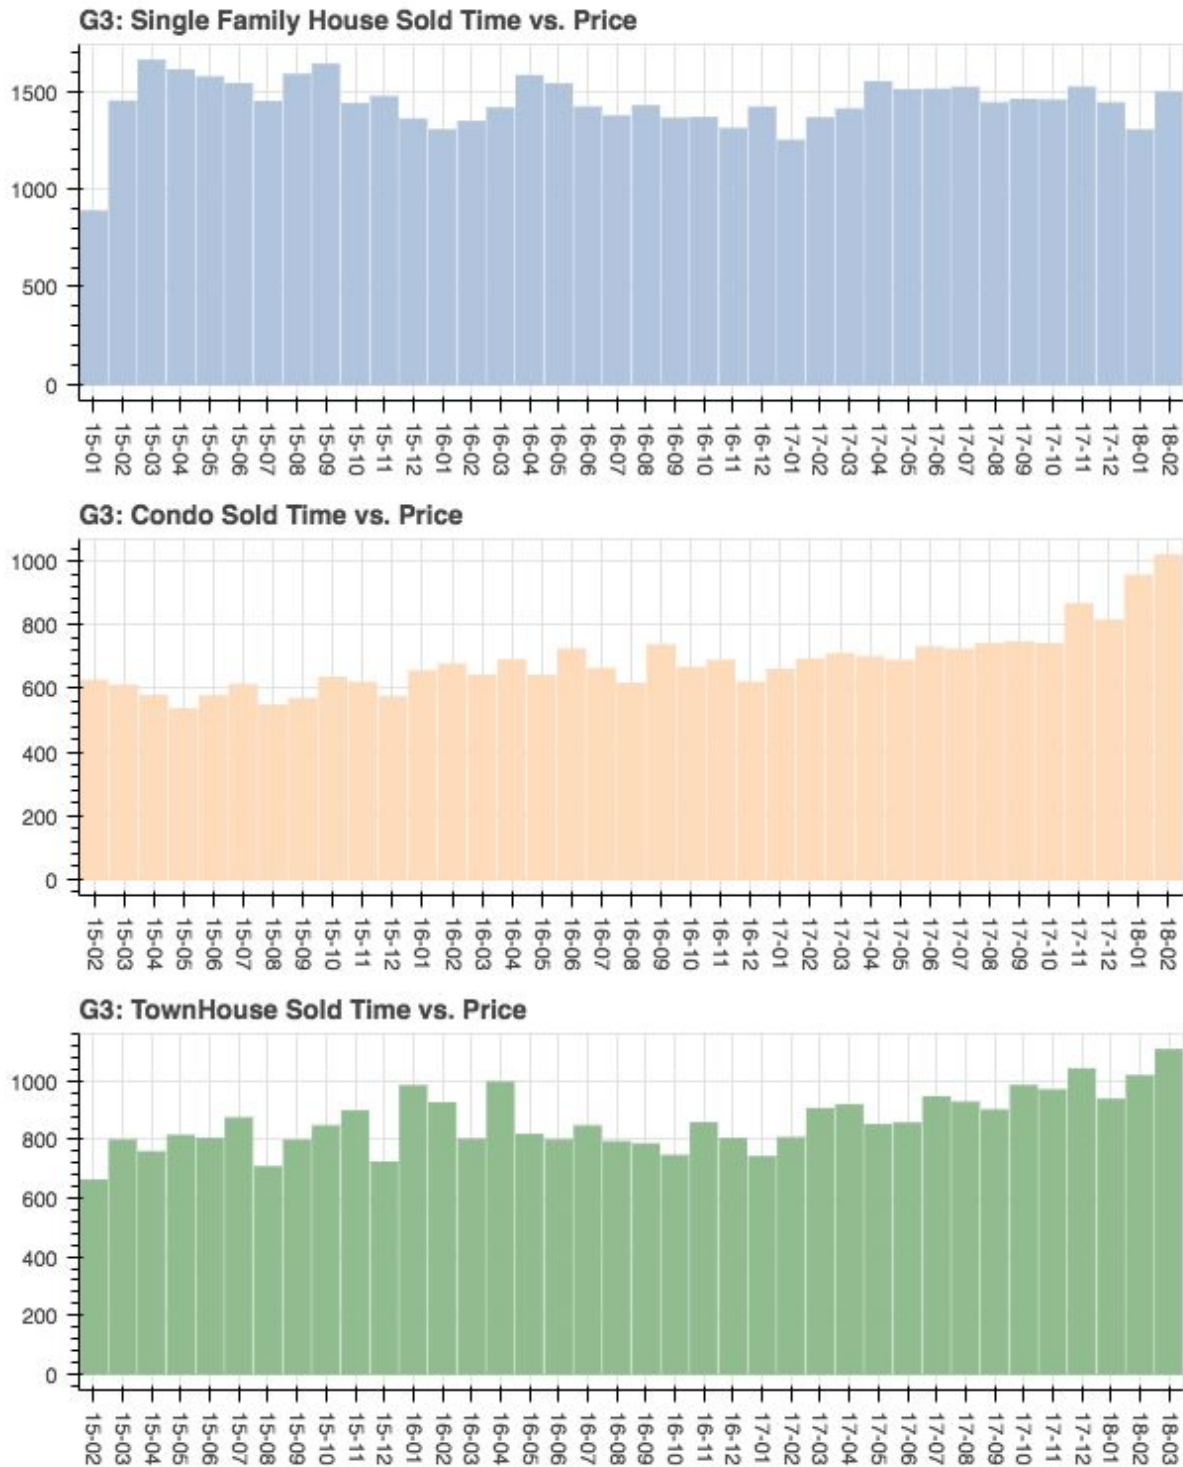 G3: Single Family House Sold Time vs. Price
1500
1000
500
0
15-01 15-02 15-03 15-04 15-05 15-06 15-07 15-08 15-09 15-10 15-11 15-12 16-01 16-02 16-03 16-04 16-05 16-06 16-07 16-08 16-09 16-10 16-11 16-12 17-01 17-02 17-03 17-04 17-05 17-06 17-07 17-08 17-09 17-10 17-11 17-12 18-01 18-02
G3: Condo Sold Time vs. Price
1000
800
600
400
200
0
15-02 15-03 15-04 15-05 15-06 15-07 15-08 15-09 15-10 15-11 15-12 16-01 16-02 16-03 16-04 16-05 16-06 16-07 16-08 16-09 16-10 16-11 16-12 17-01 17-02 17-03 17-04 17-05 17-06 17-07 17-08 17-09 17-10 17-11 17-12 18-01 18-02
G3: TownHouse Sold Time vs. Price
1000
800
600
400
200
0
15-02 15-03 15-04 15-05 15-06 15-07 15-08 15-09 15-10 15-11 15-12 16-01 16-02 16-03 16-04 16-05 16-06 16-07 16-08 16-09 16-10 16-11 16-12 17-01 17-02 17-03 17-04 17-05 17-06 17-07 17-08 17-09 17-10 17-11 17-12 18-01 18-02 18-03